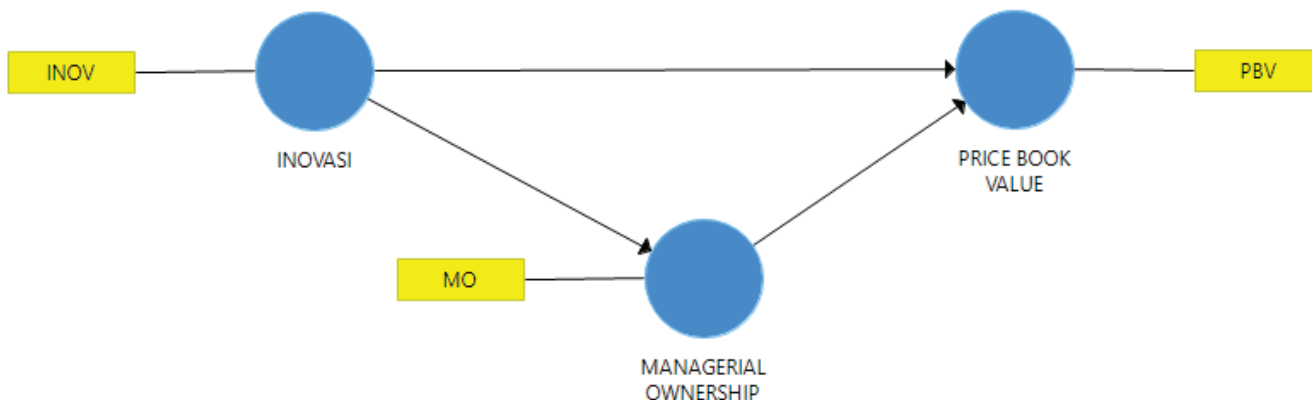 INOV
INOVASI
PRICE BOOK
VALUE
PBV
MO
MANAGERIAL
OWNERSHIP